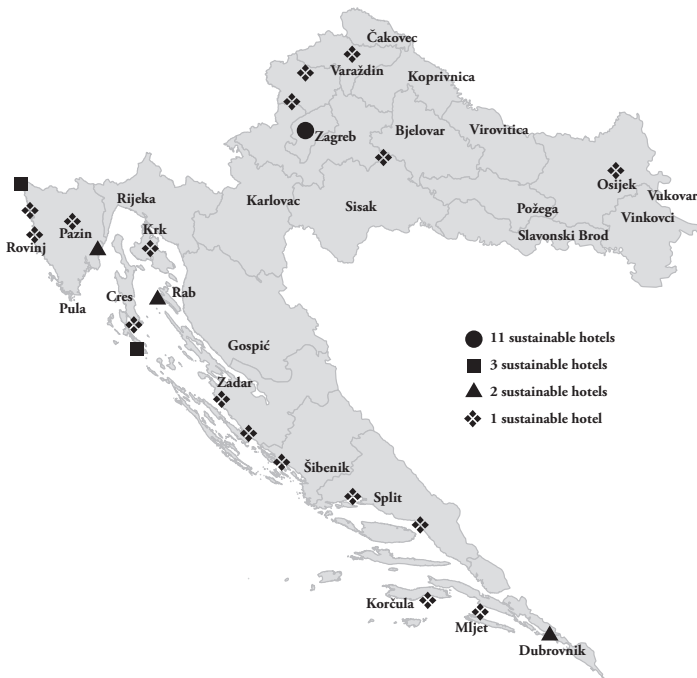 Čakovec
Varaždin
Koprivnica
Zagreb
Bjelovar
Virovitica
Osijek
Vukovar
Vinkovci
Požega
Slavonski Brod
Karlovac
Sisak
Rijeka
Krk
Pazin
Rovinj
Cres
Rab
Pula
Gospić
11 sustainable hotels
3 sustainable hotels
2 sustainable hotels
1 sustainable hotel
Zadar
Šibenik
Split
Korčula
Mljet
Dubrovnik